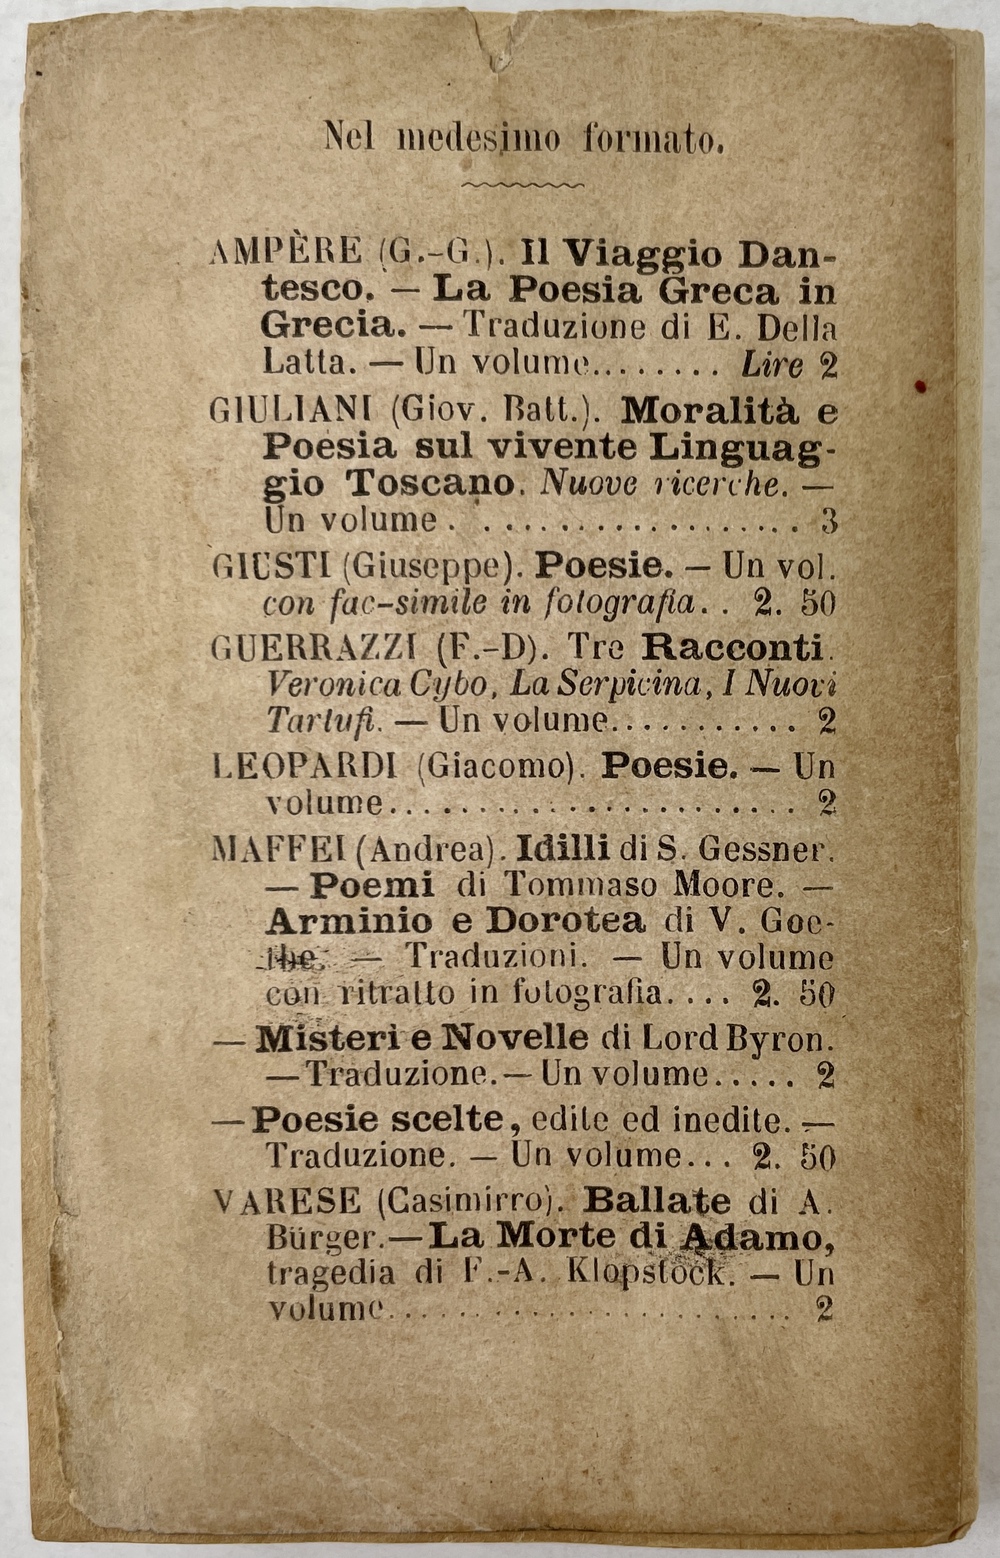 Nel medesimo formato.
AMPÈRE (G.-G.). Il Viaggio Dan-
tesco. — La Poesia Greca in
Grecia. — Traduzione di E. Della
Latta. — Un volume........ Lire 2
GIULIANI (Giov. Batt.). Moralità e
Poesia sul vivente Linguag-
gio Toscano. Nuove ricerche. —
Un volume . .................. 3
GIUSTI (Giuseppe). Poesie. — Un vol.
con fac-simile in fotografia. . 2. 50
GUERRAZZI (F.-D). Tre Racconti.
Veronica Cybo, La Serpicina, I Nuovi
Tartufi. — Un volume........... 2
LEOPARDI (Giacomo). Poesie. — Un
volume....................... 2
MAFFEI (Andrea). Idilli di S. Gessner.
— Poemi di Tommaso Moore. —
Arminio e Dorotea di V. Goe-
the. — Traduzioni. — Un volume
con ritratto in fotografia. ... 2. 50
— Misteri e Novelle di Lord Byron.
— Traduzione. — Un volume..... 2
— Poesie scelte, edite ed inedite. —
Traduzione. — Un volume... 2. 50
VARESE (Casimirro). Ballate di A.
Bürger. — La Morte di Adamo,
tragedia di F.-A. Klopstock. — Un
volume....................... 2